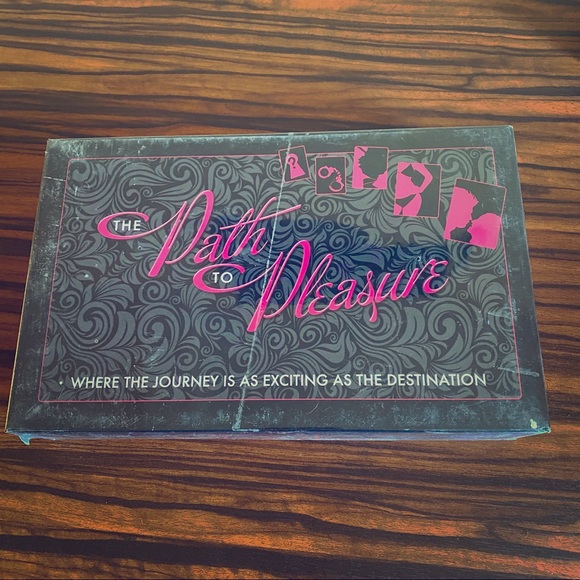 THE Path
TO Pleasure
WHERE THE JOURNEY IS AS EXCITING AS THE DESTINATION
?